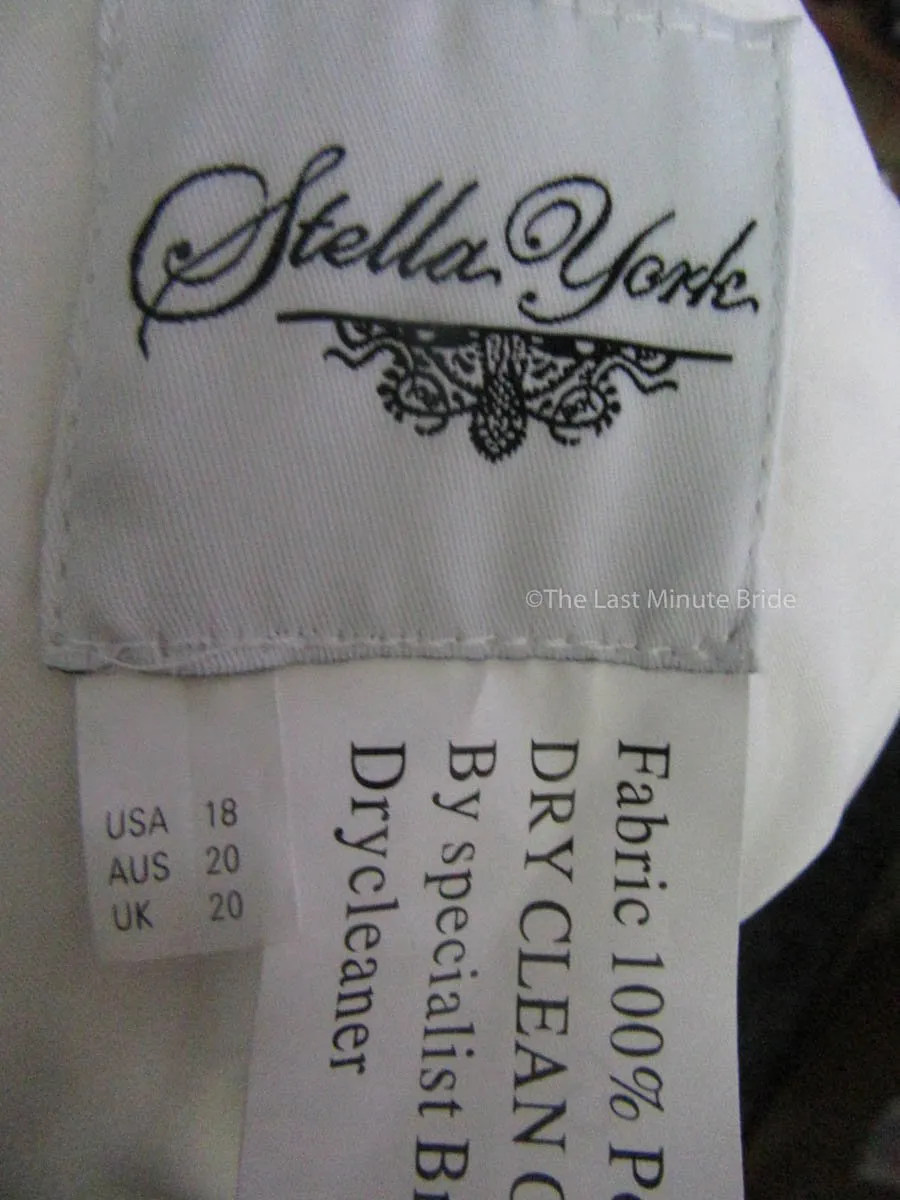 Stella York
©The Last Minute Bride
USA 18
AUS 20
UK 20
Fabric 100% P
DRY CLEAN
By specialist
Drycleaner